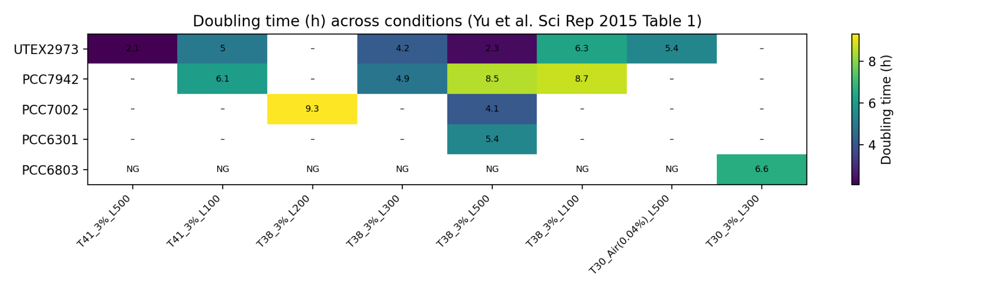 Doubling time (h) across conditions (Yu et al. Sci Rep 2015 Table 1)
UTEX2973 2.1 5 – 4.2 2.3 6.3 5.4 –
PCC7942 – 6.1 – 4.9 8.5 8.7 – –
PCC7002 – – 9.3 – 4.1 – – –
PCC6301 – – – – 5.4 – – –
PCC6803 NG NG NG NG NG NG NG 6.6
T41_3%_L500
T41_3%_L100
T38_3%_L200
T38_3%_L300
T38_3%_L500
T38_3%_L100
T30_Air(0.04%)_L500
T30_3%_L300
8
6
4
Doubling time (h)